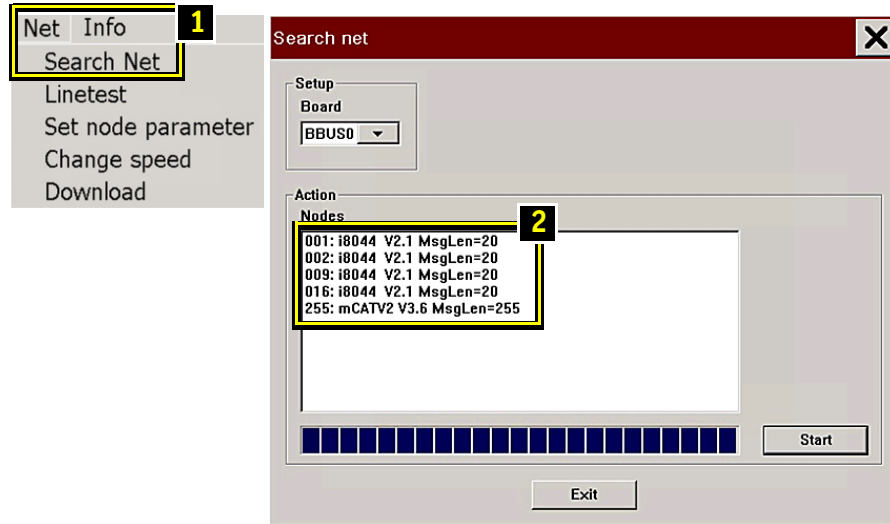 Net Info 1
Search Net
Linetest
Set node parameter
Change speed
Download
Search net
Setup
Board
BBUS0
Action
Nodes
2
001: i8044 V2.1 MsgLen=20
002: i8044 V2.1 MsgLen=20
009: i8044 V2.1 MsgLen=20
016: i8044 V2.1 MsgLen=20
255: mCATV2 V3.6 MsgLen=255
Start
Exit